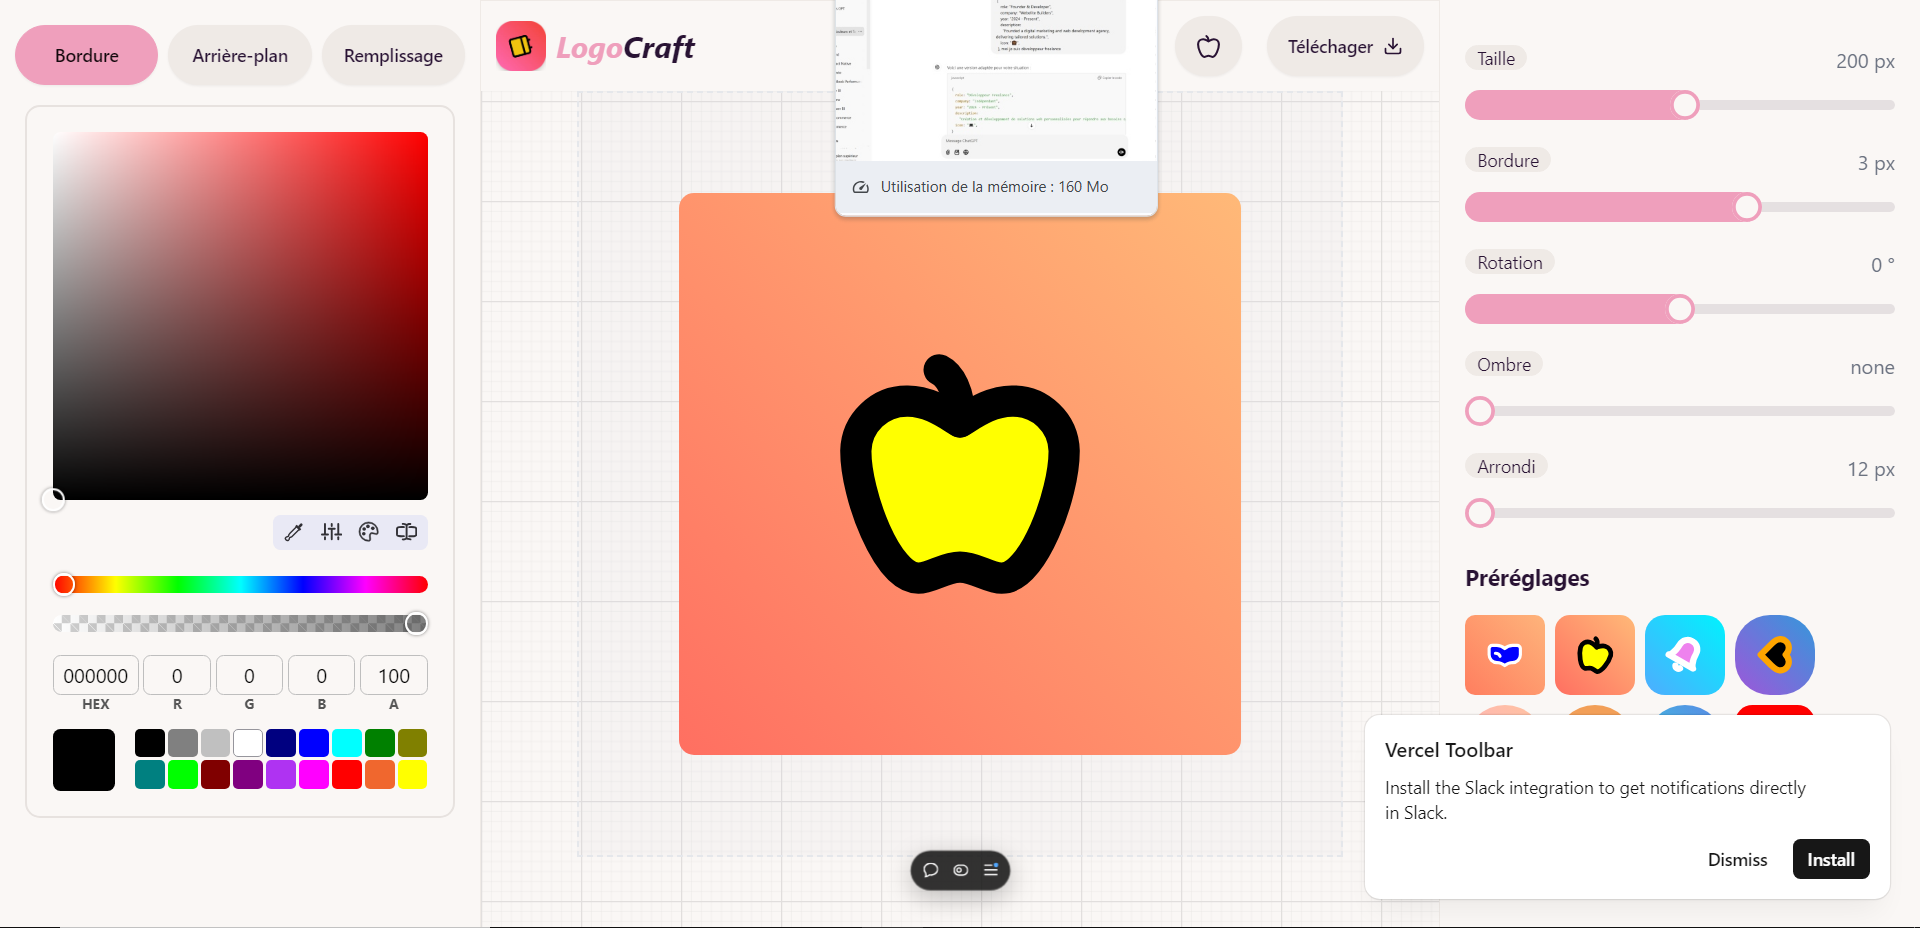 Bordure
Arrière-plan
Remplissage
HEX
R
G
B
A
000000
0
0
0
100
LogoCraft
Utilisation de la mémoire : 160 Mo
Téléchager
Taille
200 px
Bordure
3 px
Rotation
0 °
Ombre
none
Arrondi
12 px
Préréglages
Vercel Toolbar
Install the Slack integration to get notifications directly
in Slack.
Dismiss
Install